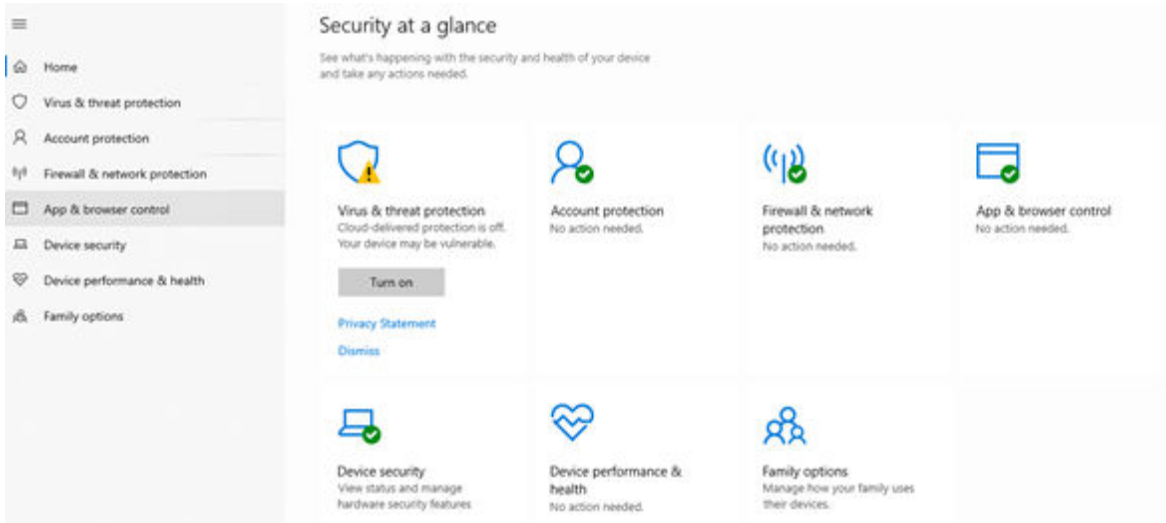 Security at a glance
See what's happening with the security and health of your device
and take any actions needed.
Home
Virus & threat protection
Account protection
Firewall & network protection
App & browser control
Device security
Device performance & health
Family options
Virus & threat protection
Cloud-delivered protection is off.
Your device may be vulnerable.
Turn on
Privacy Statement
Dismiss
Account protection
No action needed.
Firewall & network
protection
No action needed.
App & browser control
No action needed.
Device security
View status and manage
hardware security features
Device performance &
health
No action needed.
Family options
Manage how your family uses
their devices.